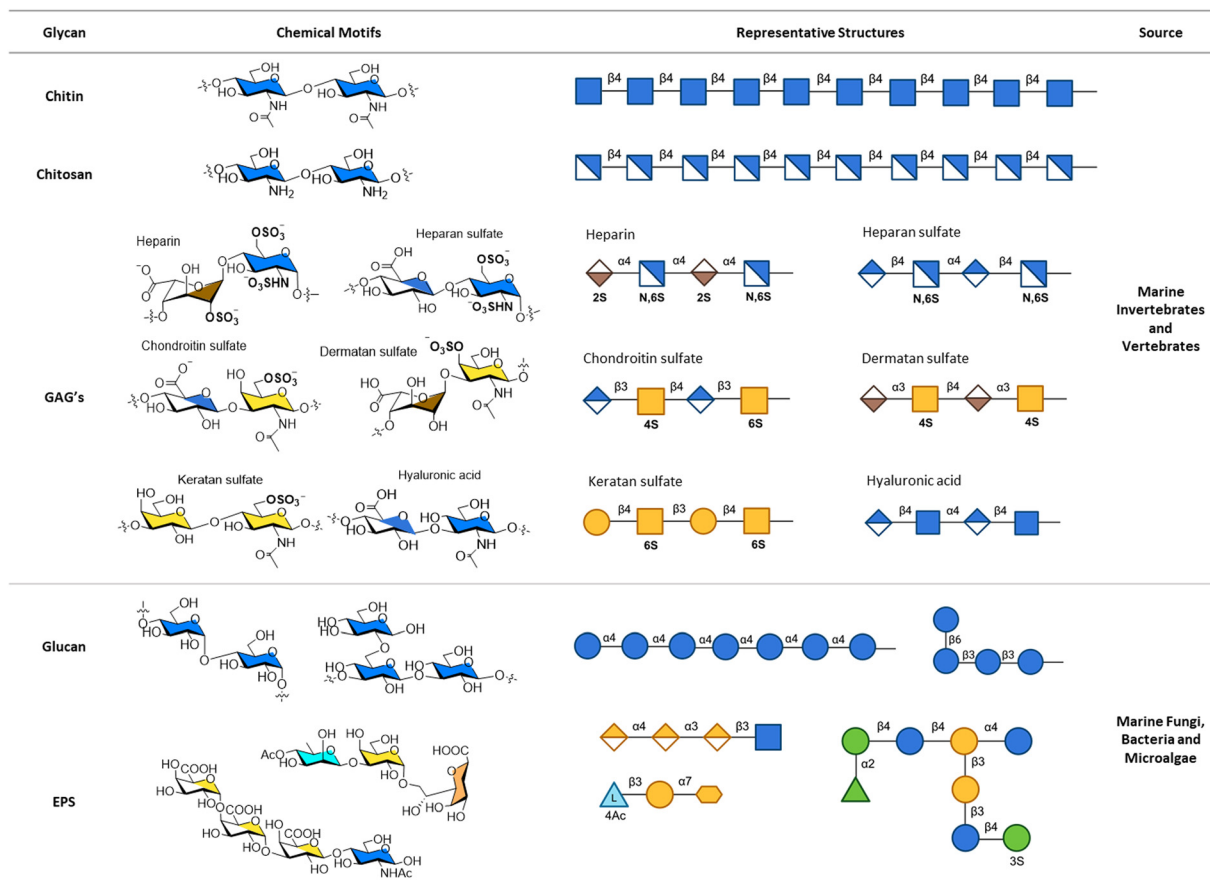 Glycan Chemical Motifs Representative Structures Source
Chitin
β4 β4 β4 β4 β4 β4 β4 β4 β4
Chitosan
β4 β4 β4 β4 β4 β4 β4 β4 β4
GAG's
Heparin
Heparan sulfate
Chondroitin sulfate
Dermatan sulfate
Keratan sulfate
Hyaluronic acid
Heparin
α4 α4 α4
2S N,6S 2S N,6S
Heparan sulfate
β4 α4 β4
N,6S N,6S
Chondroitin sulfate
β3 β4 β3
4S 6S
Dermatan sulfate
α3 β4 α3
4S 4S
Keratan sulfate
β4 β3 β4
6S 6S
Hyaluronic acid
β4 α4 β4
Marine
Invertebrates
and
Vertebrates
Glucan
α4 α4 α4 α4 α4 α4 α4
β6
β3 β3
EPS
α4 α3 β3
β3 α7
L
4Ac
β4 β4 α4
α2 β3
β3
β4
3S
Marine Fungi,
Bacteria and
Microalgae